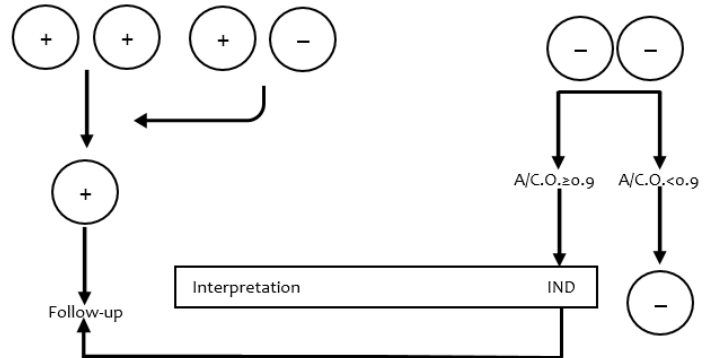 + + + −
− −
A/C.O.≥0.9 A/C.O.<0.9
+
Interpretation IND
−
Follow-up